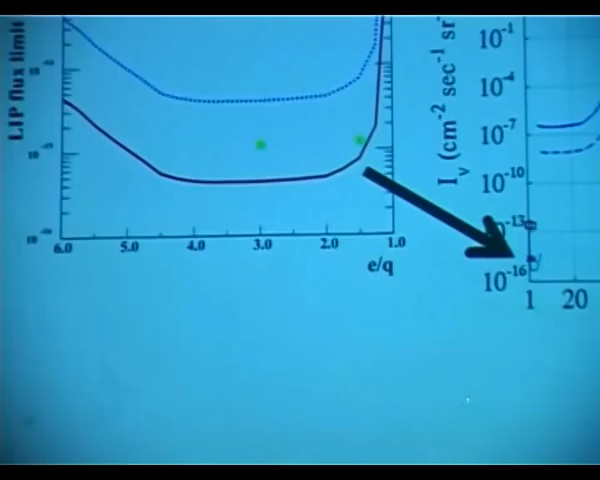 LIP flux limit
6.0 5.0 4.0 3.0 2.0 1.0
e/q
I_ν (cm⁻² sec⁻¹ sr
10⁻¹
10⁻⁴
10⁻⁷
10⁻¹⁰
10⁻¹⁶
1 20